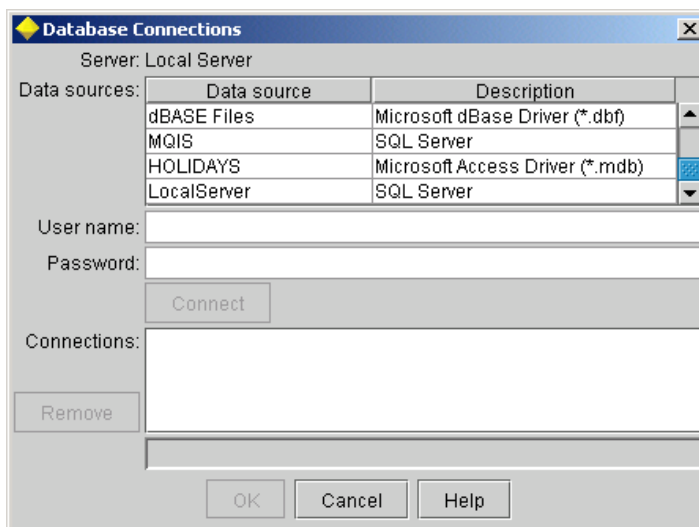 Database Connections
Server: Local Server
Data sources: Data source Description
dBASE Files Microsoft dBase Driver (*.dbf)
MQIS SQL Server
HOLIDAYS Microsoft Access Driver (*.mdb)
LocalServer SQL Server
User name:
Password:
Connect
Connections:
Remove
OK Cancel Help